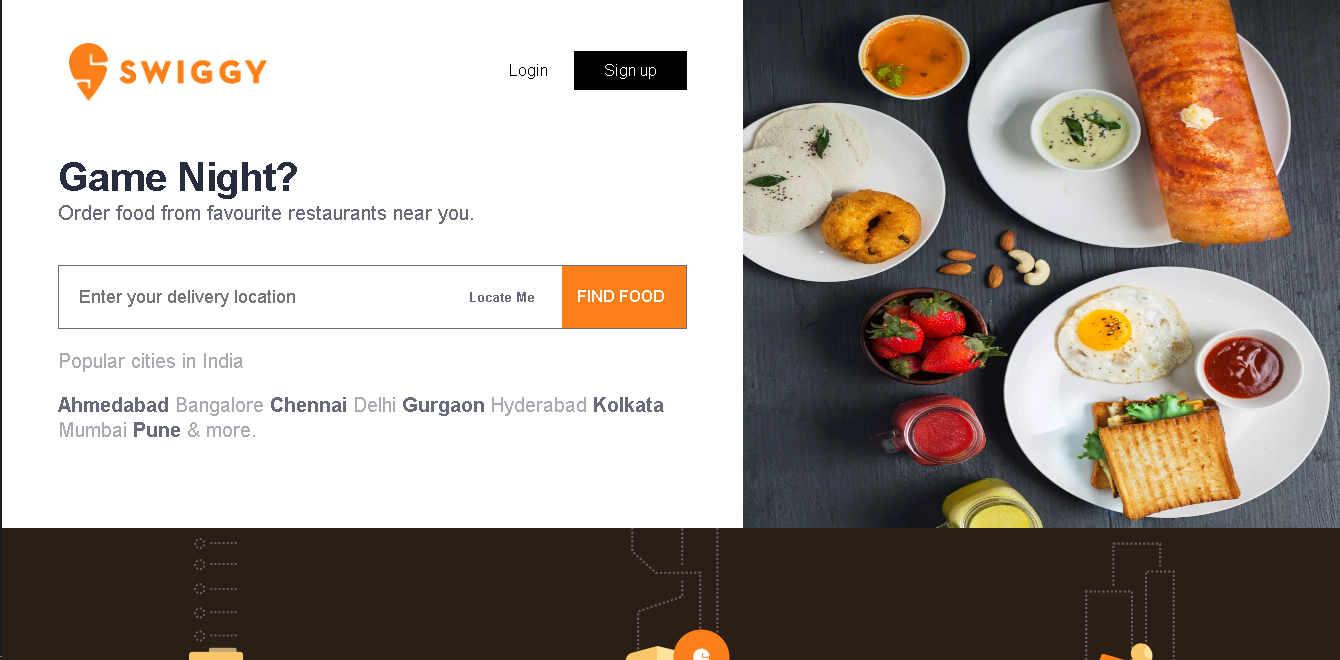 SWIGGY
Login
Sign up
Game Night?
Order food from favourite restaurants near you.
Enter your delivery location
Locate Me
FIND FOOD
Popular cities in India
Ahmedabad Bangalore Chennai Delhi Gurgaon Hyderabad Kolkata
Mumbai Pune & more.